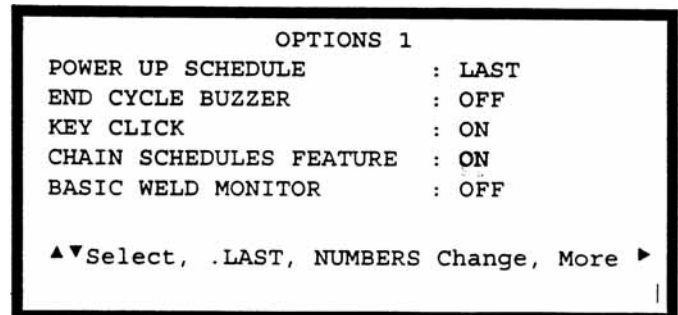 OPTIONS 1
POWER UP SCHEDULE : LAST
END CYCLE BUZZER : OFF
KEY CLICK : ON
CHAIN SCHEDULES FEATURE : ON
BASIC WELD MONITOR : OFF
▲▼Select, .LAST, NUMBERS Change, More ▶